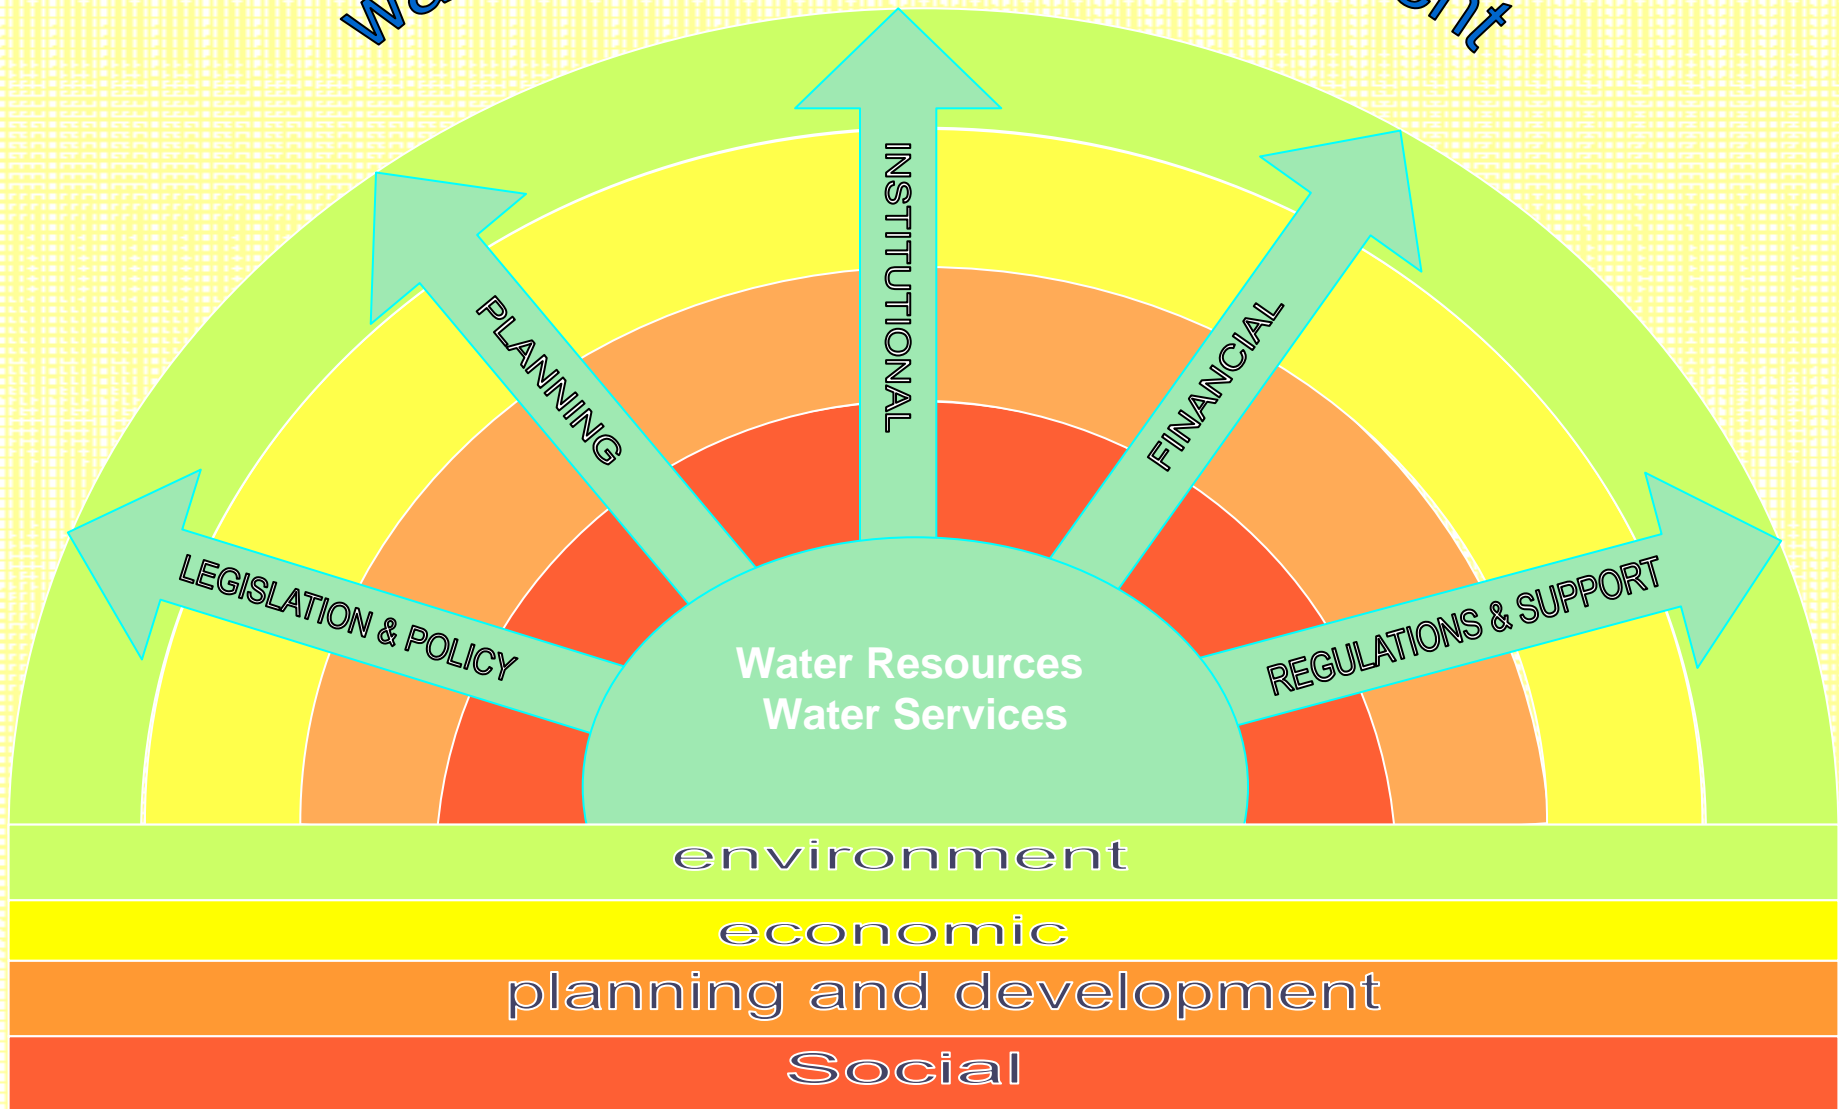 INSTITUTIONAL
PLANNING
FINANCIAL
LEGISLATION & POLICY
REGULATIONS & SUPPORT
Water Resources
Water Services
environment
economic
planning and development
Social